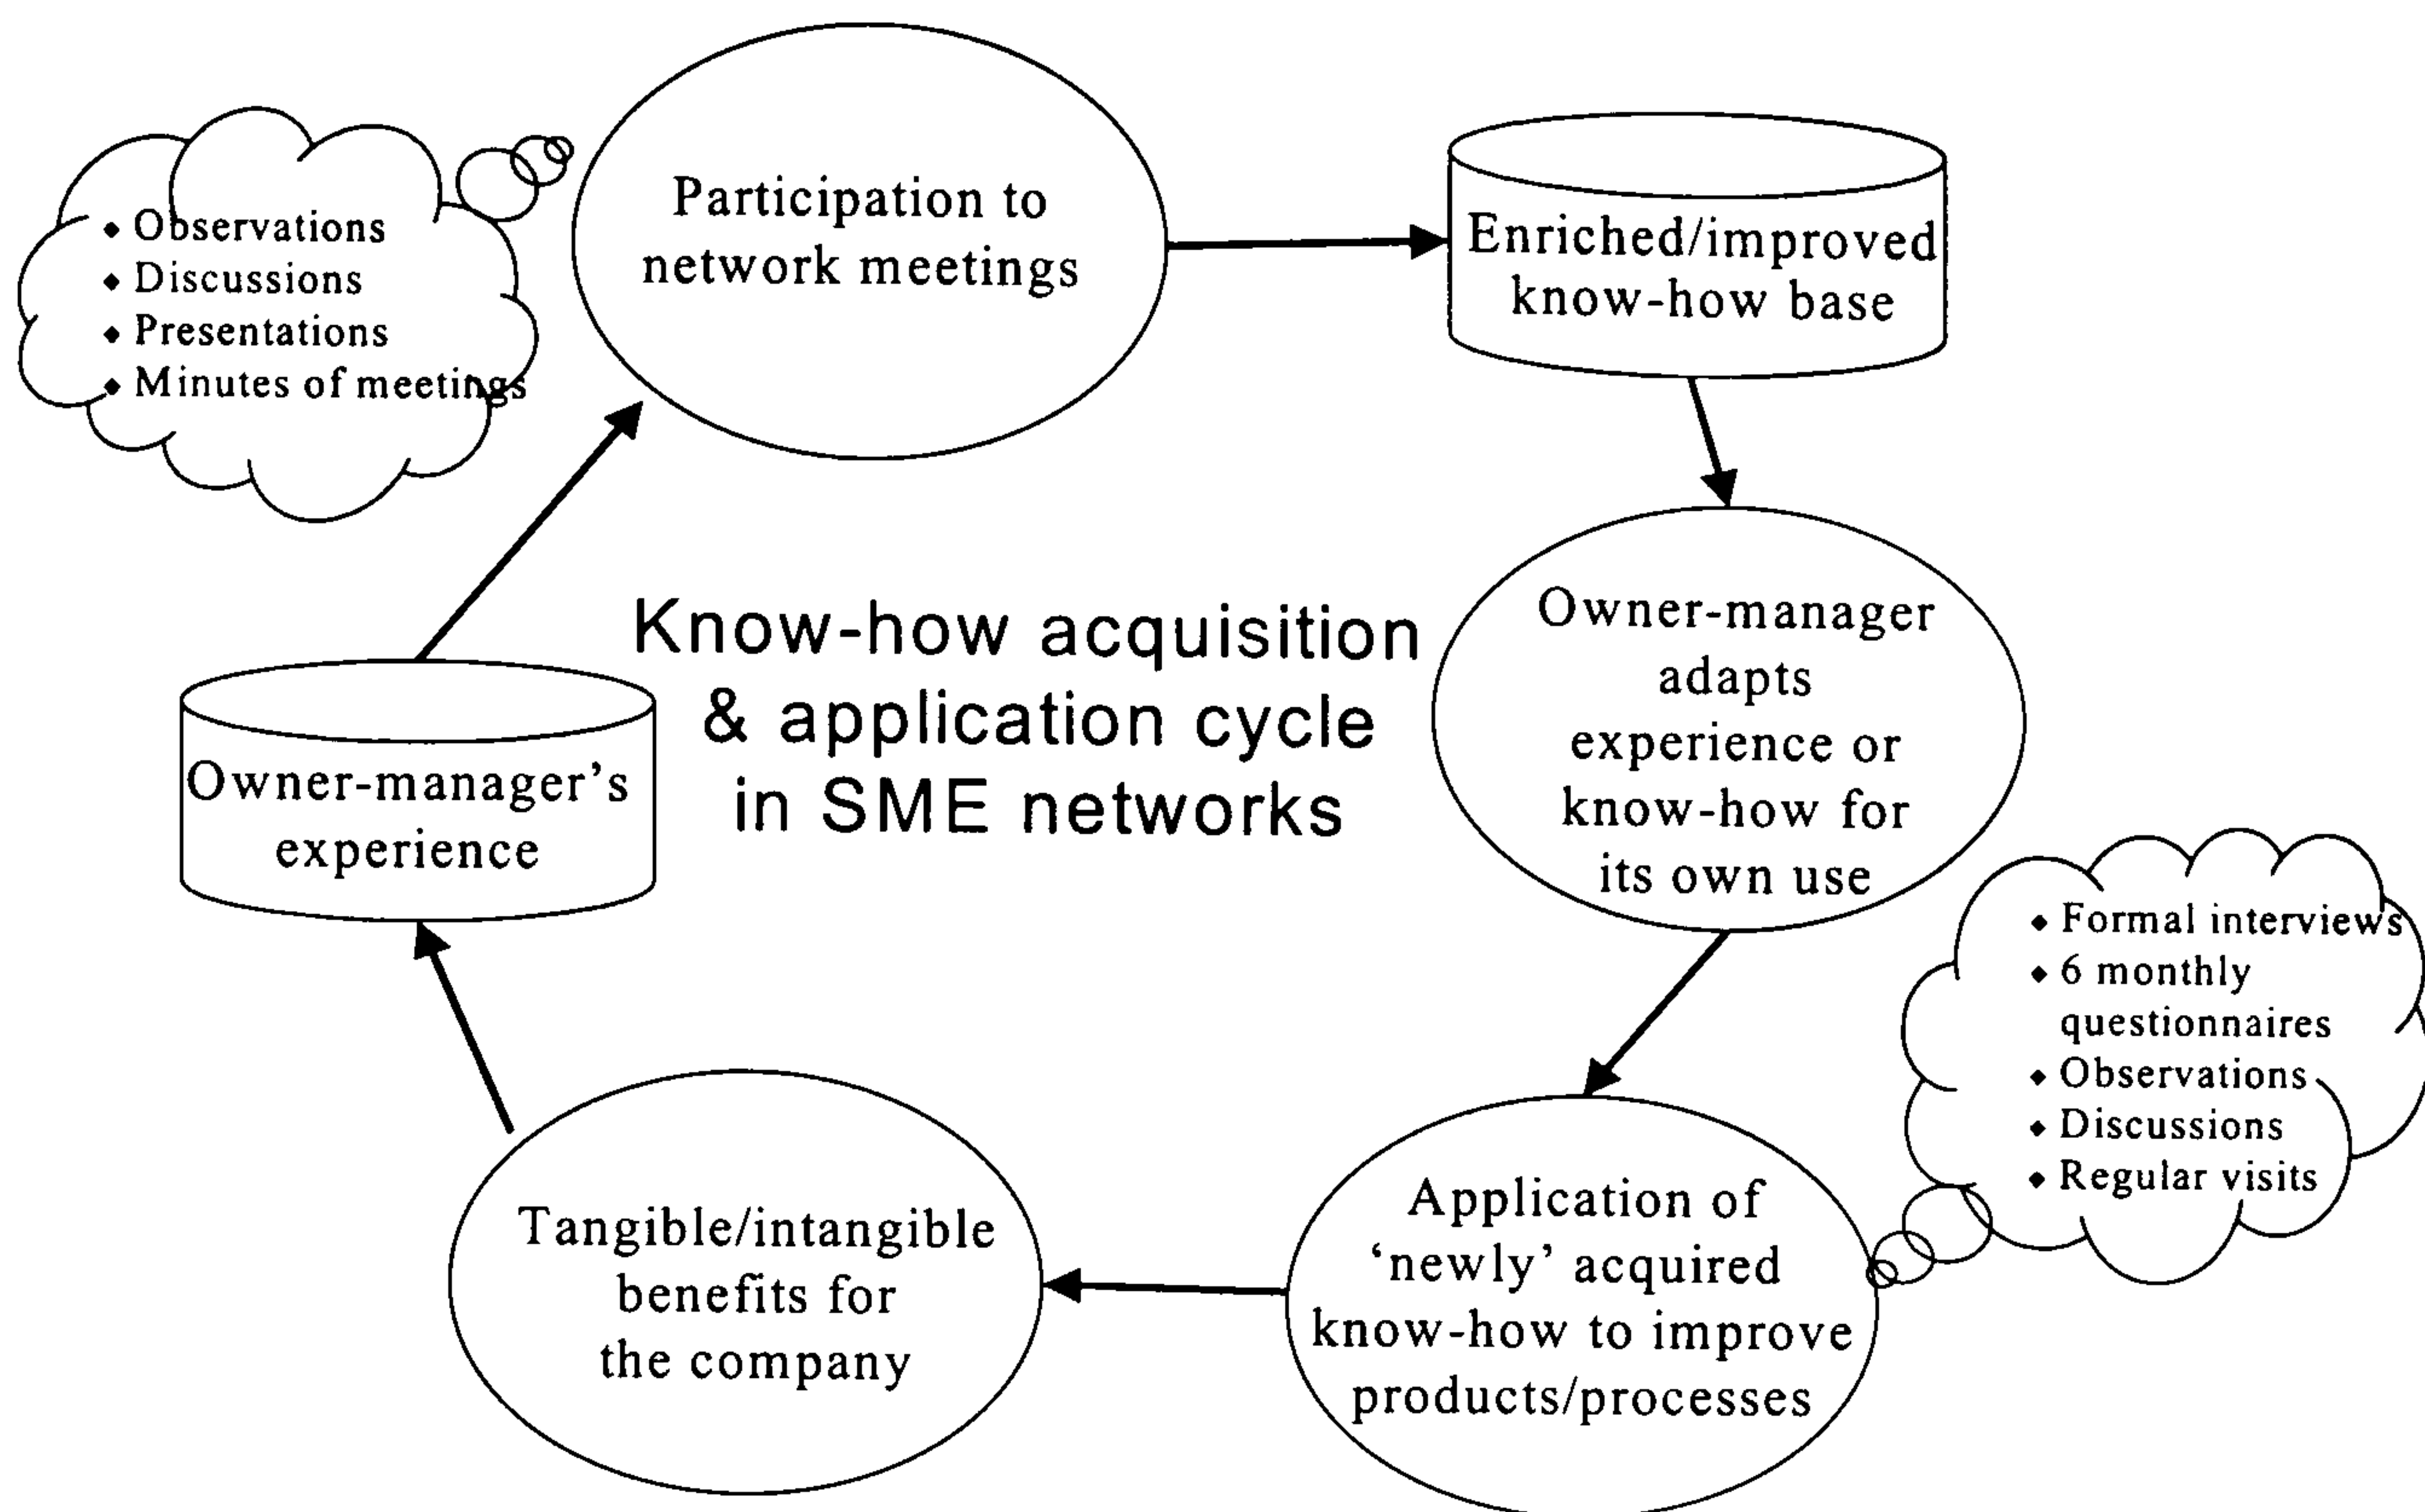 Participation to
network meetings
◆ Observations
◆ Discussions
◆ Presentations
◆ Minutes of meetings
Enriched/improved
know-how base
Owner-manager
adapts
experience or
know-how for
its own use
Know-how acquisition
& application cycle
in SME networks
Owner-manager's
experience
◆ Formal interviews
◆ 6 monthly
questionnaires
◆ Observations
◆ Discussions
◆ Regular visits
Application of
‘newly’ acquired
know-how to improve
products/processes
Tangible/intangible
benefits for
the company